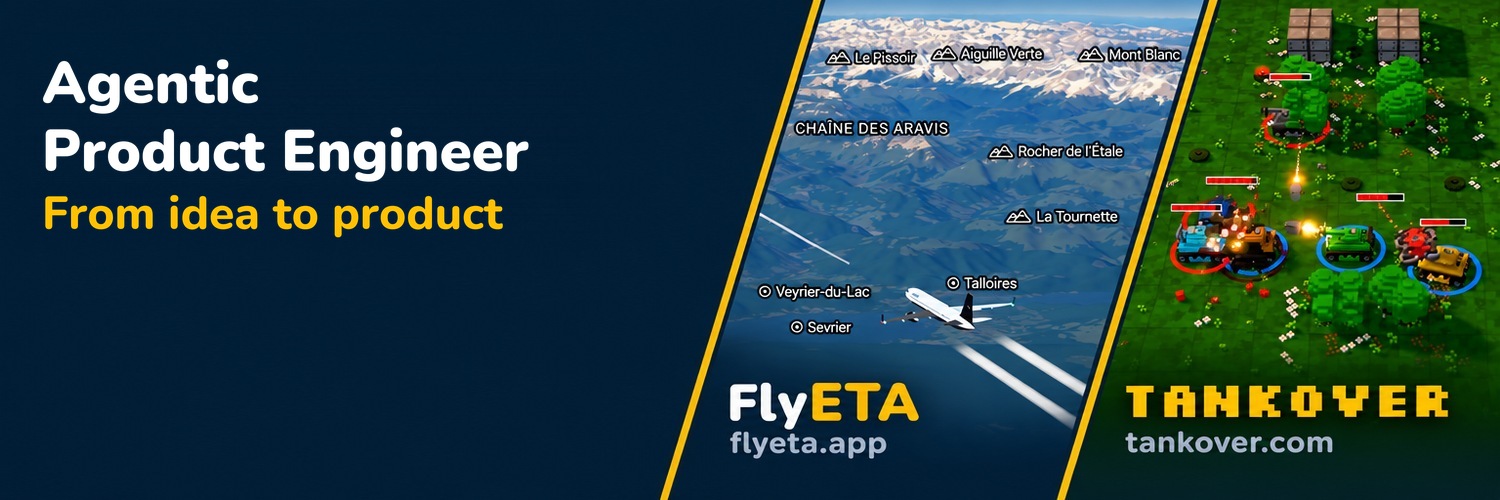 Agentic
Product Engineer
From idea to product
Le Pissoir
Aiguille Verte
Mont Blanc
CHAÎNE DES ARAVIS
Rocher de l'Étale
La Tournette
Talloires
Veyrier-du-Lac
Sevrier
FlyETA
flyeta.app
TANKOVER
tankover.com